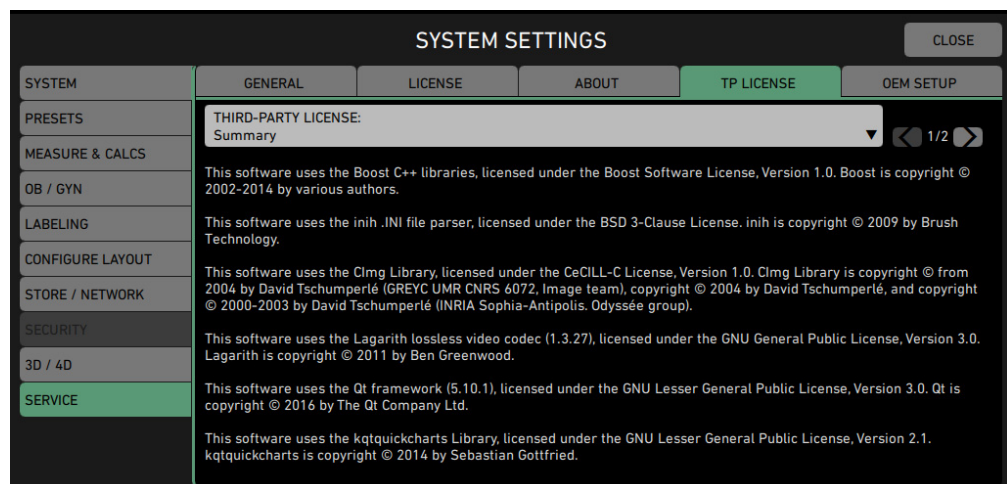 SYSTEM SETTINGS
CLOSE
SYSTEM
PRESETS
MEASURE & CALCS
OB / GYN
LABELING
CONFIGURE LAYOUT
STORE / NETWORK
SECURITY
3D / 4D
SERVICE
GENERAL
LICENSE
ABOUT
TP LICENSE
OEM SETUP
THIRD-PARTY LICENSE:
Summary
1/2
This software uses the Boost C++ libraries, licensed under the Boost Software License, Version 1.0. Boost is copyright ©
2002-2014 by various authors.
This software uses the inih .INI file parser, licensed under the BSD 3-Clause License. inih is copyright © 2009 by Brush
Technology.
This software uses the CImg Library, licensed under the CeCILL-C License, Version 1.0. CImg Library is copyright © from
2004 by David Tschumperlé (GREYC UMR CNRS 6072, Image team), copyright © 2004 by David Tschumperlé, and copyright
© 2000-2003 by David Tschumperlé (INRIA Sophia-Antipolis. Odyssée group).
This software uses the Lagarith lossless video codec (1.3.27), licensed under the GNU General Public License, Version 3.0.
Lagarith is copyright © 2011 by Ben Greenwood.
This software uses the Qt framework (5.10.1), licensed under the GNU Lesser General Public License, Version 3.0. Qt is
copyright © 2016 by The Qt Company Ltd.
This software uses the kqtquickcharts Library, licensed under the GNU Lesser General Public License, Version 2.1.
kqtquickcharts is copyright © 2014 by Sebastian Gottfried.